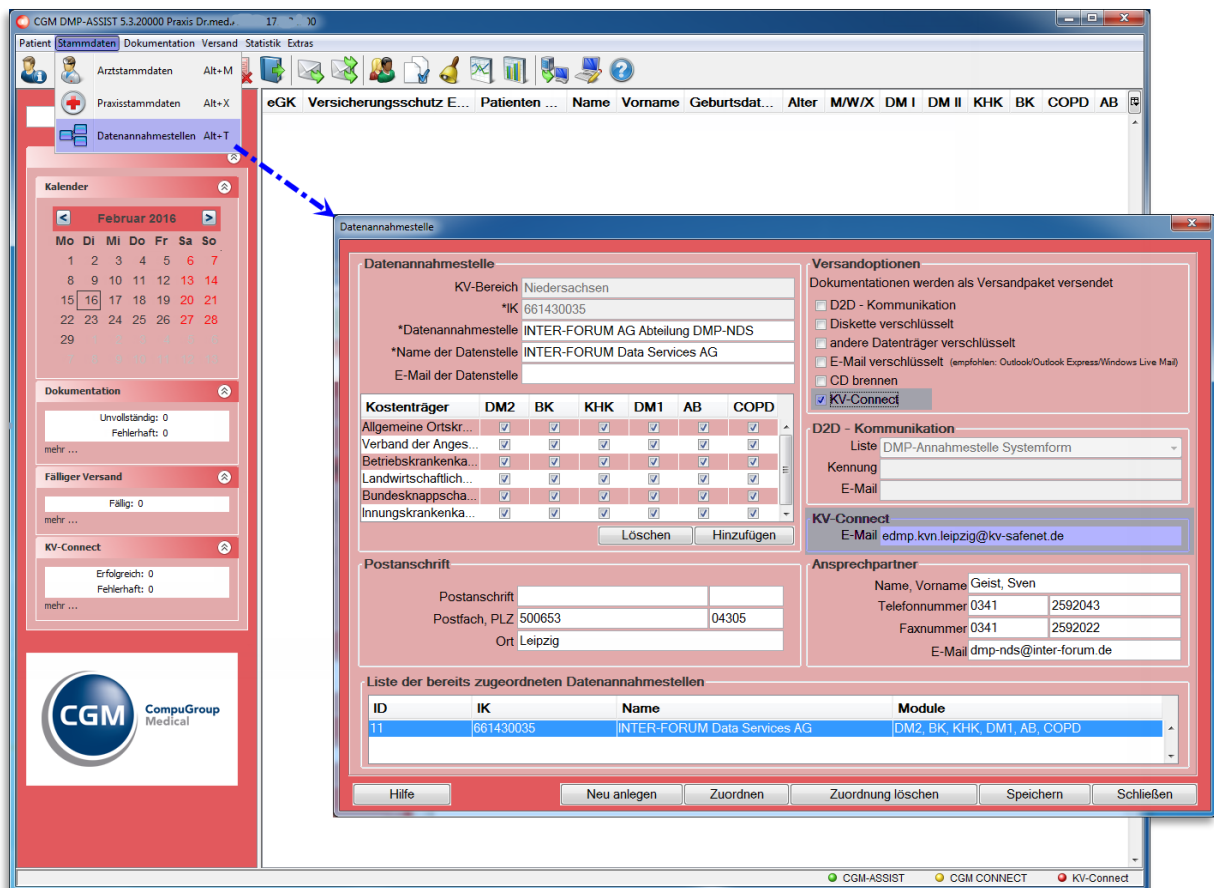 CGM DMP-ASSIST 5.3.20000 Praxis Dr.med. 17
Patient Stammdaten Dokumentation Versand Statistik Extras
Arztstammdaten Alt+M
Praxisstammdaten Alt+X
Datenannahmestellen Alt+T
eGK Versicherungsschutz E... Patienten ... Name Vorname Geburtsdat... Alter M/W/X DM I DM II KHK BK COPD AB
Kalender
Februar 2016
Mo Di Mi Do Fr Sa So
1 2 3 4 5 6 7
8 9 10 11 12 13 14
15 16 17 18 19 20 21
22 23 24 25 26 27 28
29
Dokumentation
Unvollständig: 0
Fehlerhaft: 0
mehr ...
Fälliger Versand
Fällig: 0
mehr ...
KV-Connect
Erfolgreich: 0
Fehlerhaft: 0
mehr ...
CGM CompuGroup
Medical
Datenannahmestelle
Datenannahmestelle
KV-Bereich Niedersachsen
*IK 661430035
*Datenannahmestelle INTER-FORUM AG Abteilung DMP-NDS
*Name der Datenstelle INTER-FORUM Data Services AG
E-Mail der Datenstelle
Kostenträger DM2 BK KHK DM1 AB COPD
Allgemeine Ortskr...
Verband der Anges...
Betriebskrankenka...
Landwirtschaftlich...
Bundesknappscha...
Innungskrankenka...
Löschen Hinzufügen
Postanschrift
Postanschrift
Postfach, PLZ 500653 04305
Ort Leipzig
Versandoptionen
Dokumentationen werden als Versandpaket versendet
D2D - Kommunikation
Diskette verschlüsselt
andere Datenträger verschlüsselt
E-Mail verschlüsselt (empfohlen: Outlook/Outlook Express/Windows Live Mail)
CD brennen
KV-Connect
D2D - Kommunikation
Liste DMP-Annahmestelle Systemform
Kennung
E-Mail
KV-Connect
E-Mail edmp.kvn.leipzig@kv-safenet.de
Ansprechpartner
Name, Vorname Geist, Sven
Telefonnummer 0341 2592043
Faxnummer 0341 2592022
E-Mail dmp-nds@inter-forum.de
Liste der bereits zugeordneten Datenannahmestellen
ID IK Name Module
11 661430035 INTER-FORUM Data Services AG DM2, BK, KHK, DM1, AB, COPD
Hilfe Neu anlegen Zuordnen Zuordnung löschen Speichern Schließen
CGM-ASSIST CGM CONNECT KV-Connect